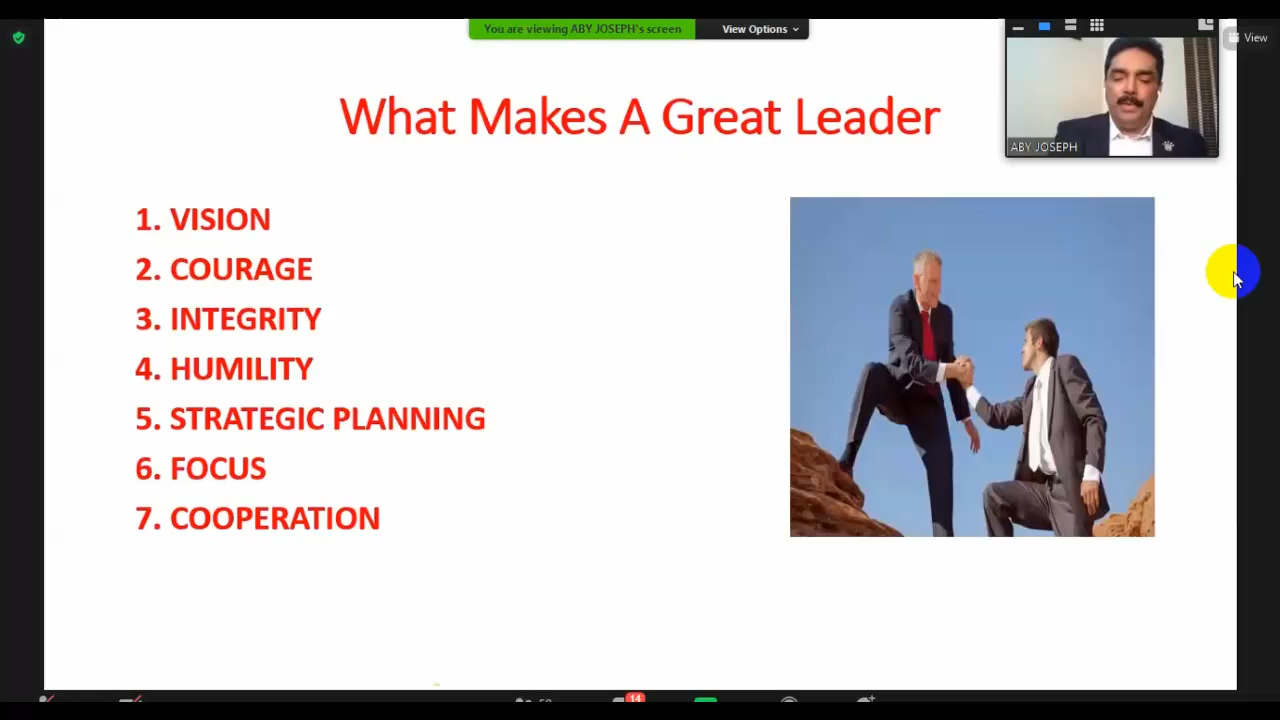 You are viewing ABY JOSEPH's screen
View Options
View
ABY JOSEPH
What Makes A Great Leader
1. VISION
2. COURAGE
3. INTEGRITY
4. HUMILITY
5. STRATEGIC PLANNING
6. FOCUS
7. COOPERATION
14